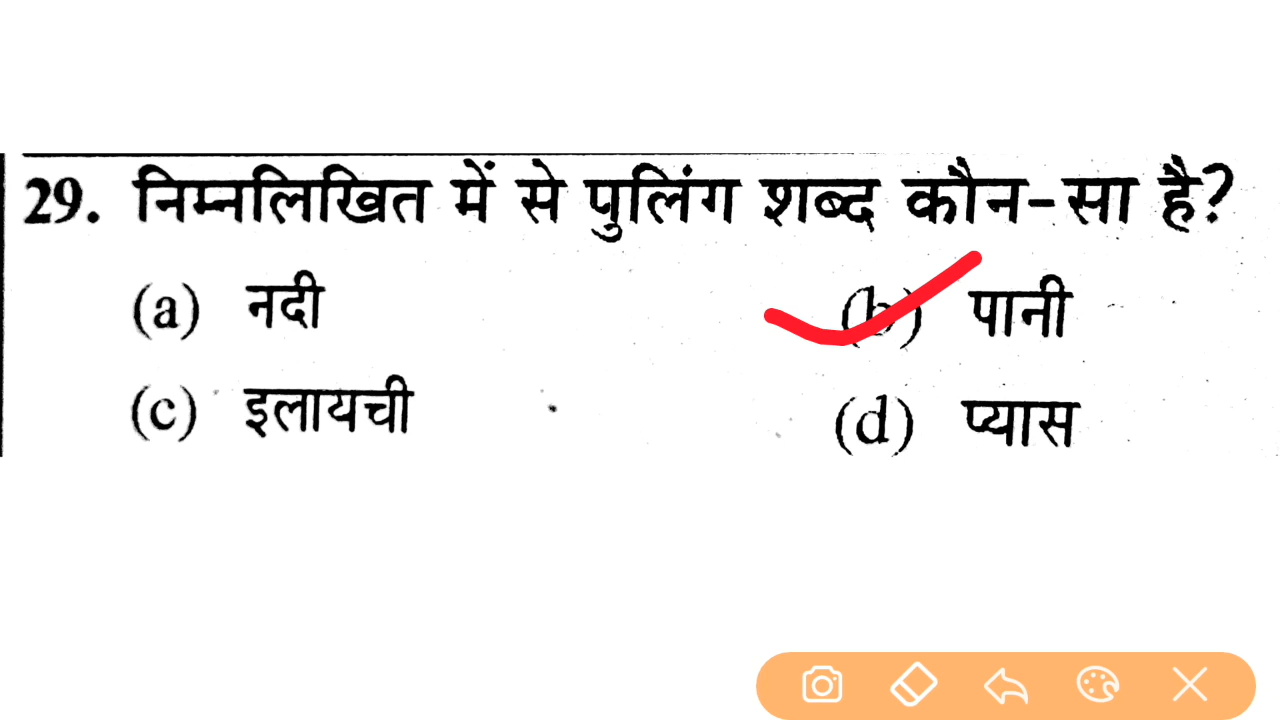 29. निम्नलिखित में से पुलिंग शब्द कौन-सा है?
(a) नदी (b) पानी
(c) इलायची (d) प्यास